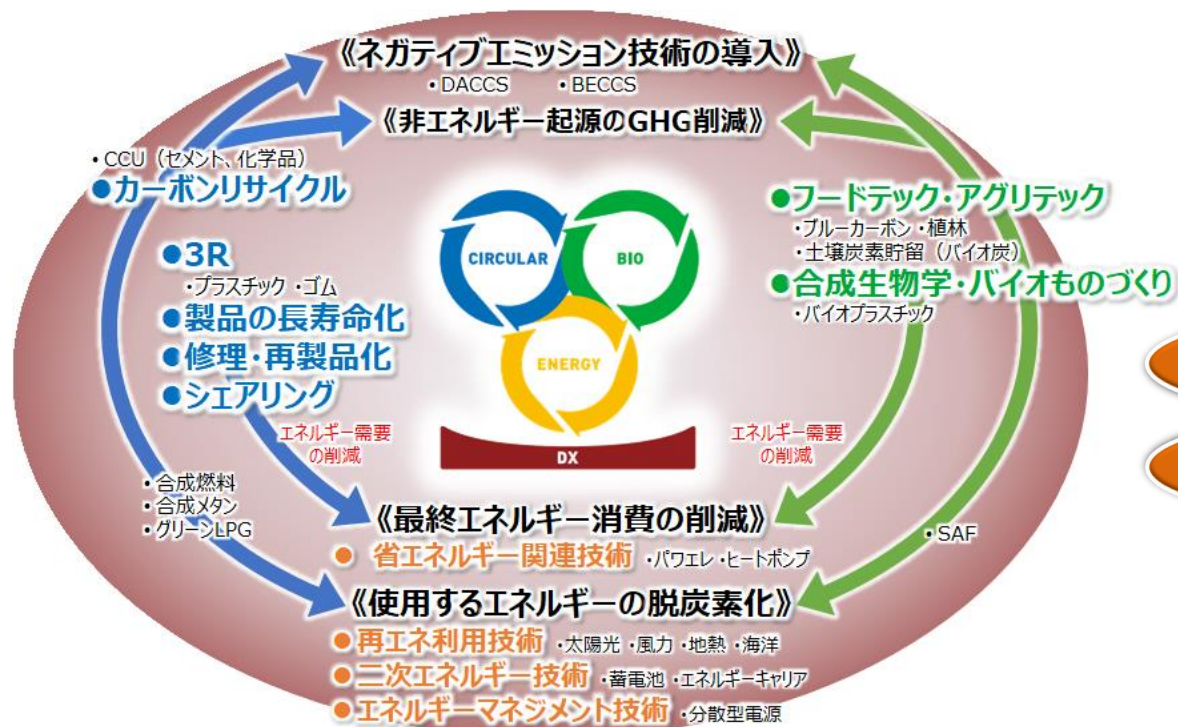 《ネガティブエミッション技術の導入》
・DACCS ・BECCS
《非エネルギー起源のGHG削減》
・CCU（セメント、化学品）
●カーボンリサイクル
●3R
・プラスチック ・ゴム
●製品の長寿命化
●修理・再製品化
●シェアリング
エネルギー需要
の削減
・合成燃料
・合成メタン
・グリーンLPG
CIRCULAR
BIO
ENERGY
DX
●フードテック・アグリテック
・ブルーカーボン ・植林
・土壌炭素貯留（バイオ炭）
●合成生物学・バイオものづくり
・バイオプラスチック
エネルギー需要
の削減
・SAF
《最終エネルギー消費の削減》
● 省エネルギー関連技術 ・パワエレ ・ヒートポンプ
《使用するエネルギーの脱炭素化》
●再エネ利用技術 ・太陽光 ・風力 ・地熱 ・海洋
●二次エネルギー技術 ・蓄電池 ・エネルギーキャリア
●エネルギーマネジメント技術 ・分散型電源